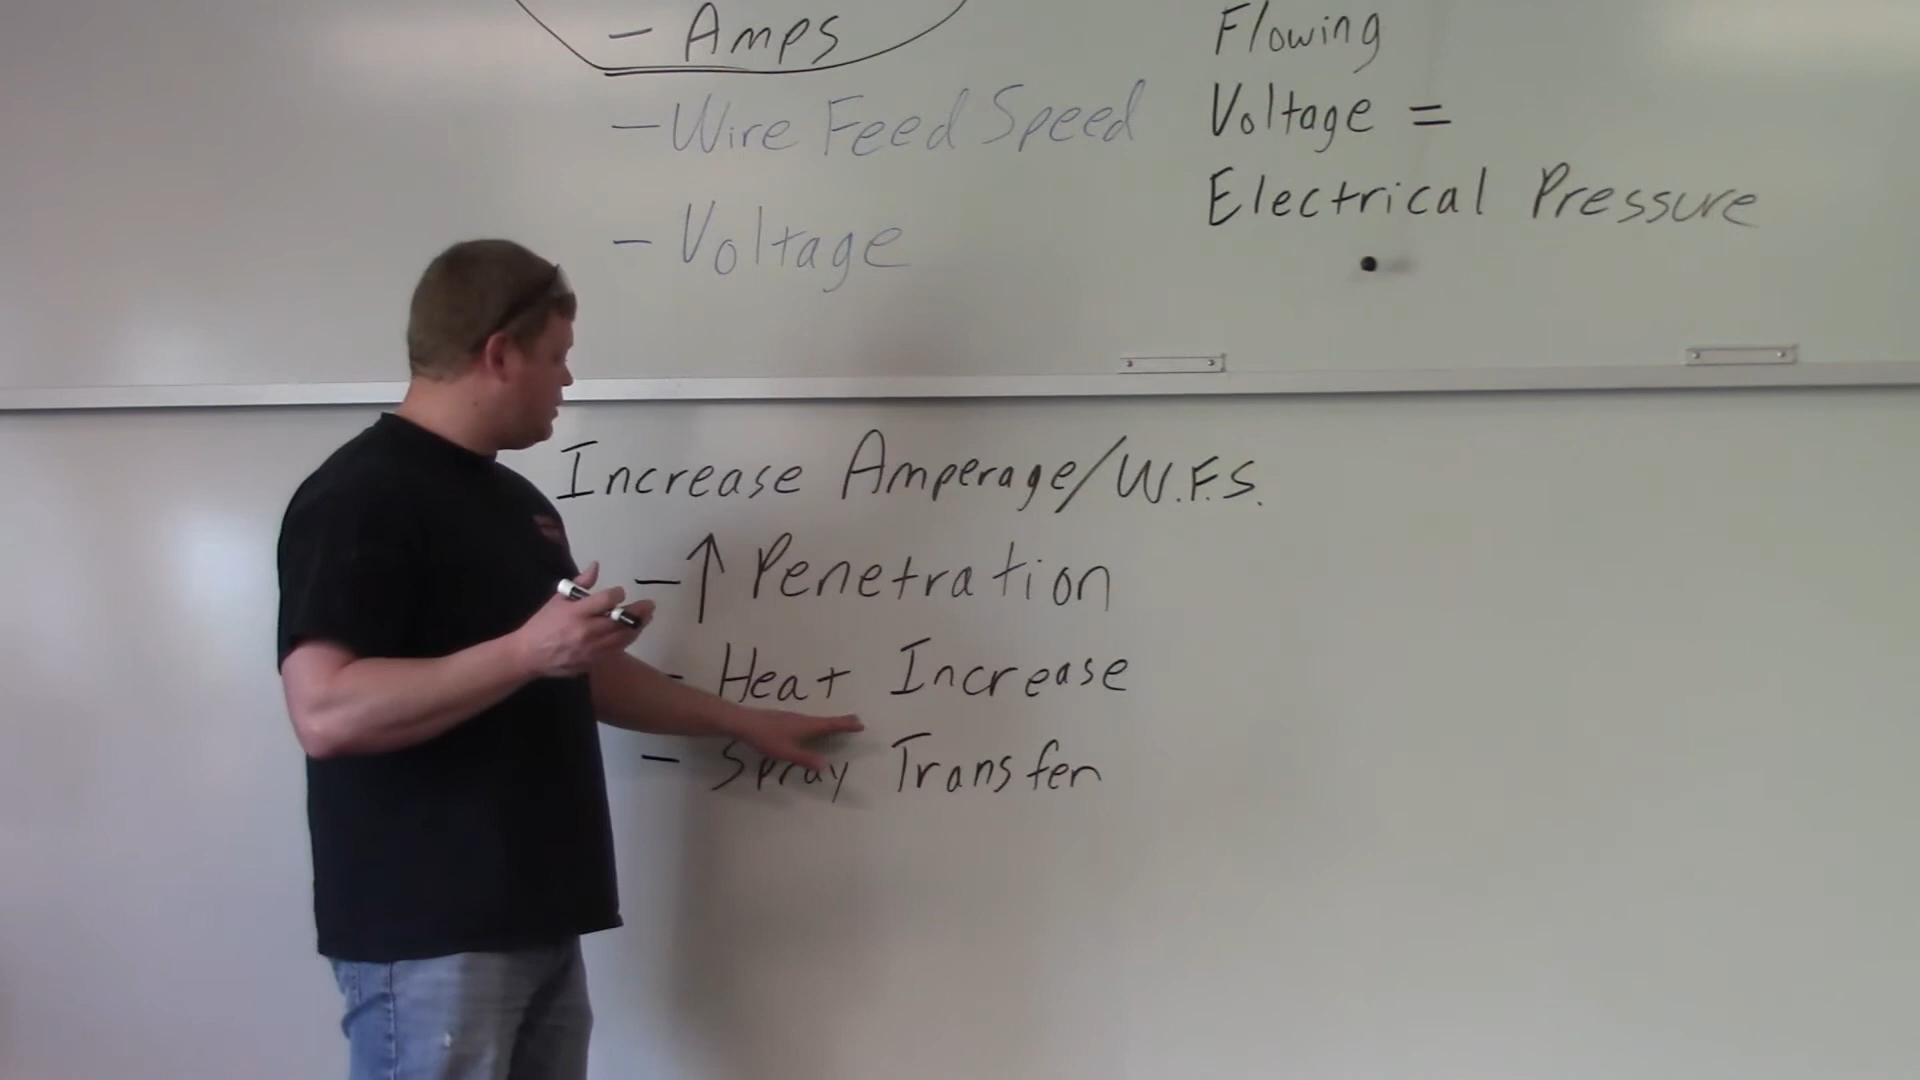 - Amps
- Wire Feed Speed
- Voltage
Flowing
Voltage =
Electrical Pressure
Increase Amperage/W.F.S.
- ↑ Penetration
- Heat Increase
- Spray Transfer